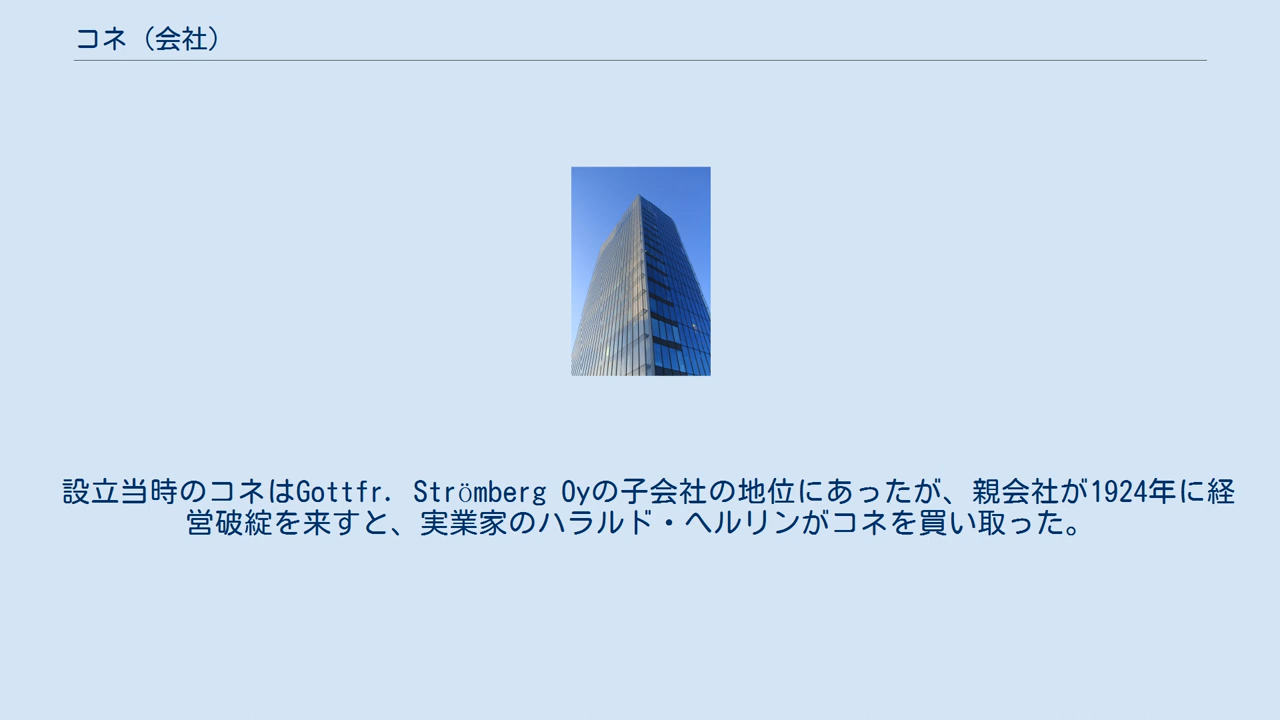 コネ（会社）
設立当時のコネはGottfr. Strömberg Oyの子会社の地位にあったが、親会社が1924年に経
営破綻を来すと、実業家のハラルド・ヘルリンがコネを買い取った。